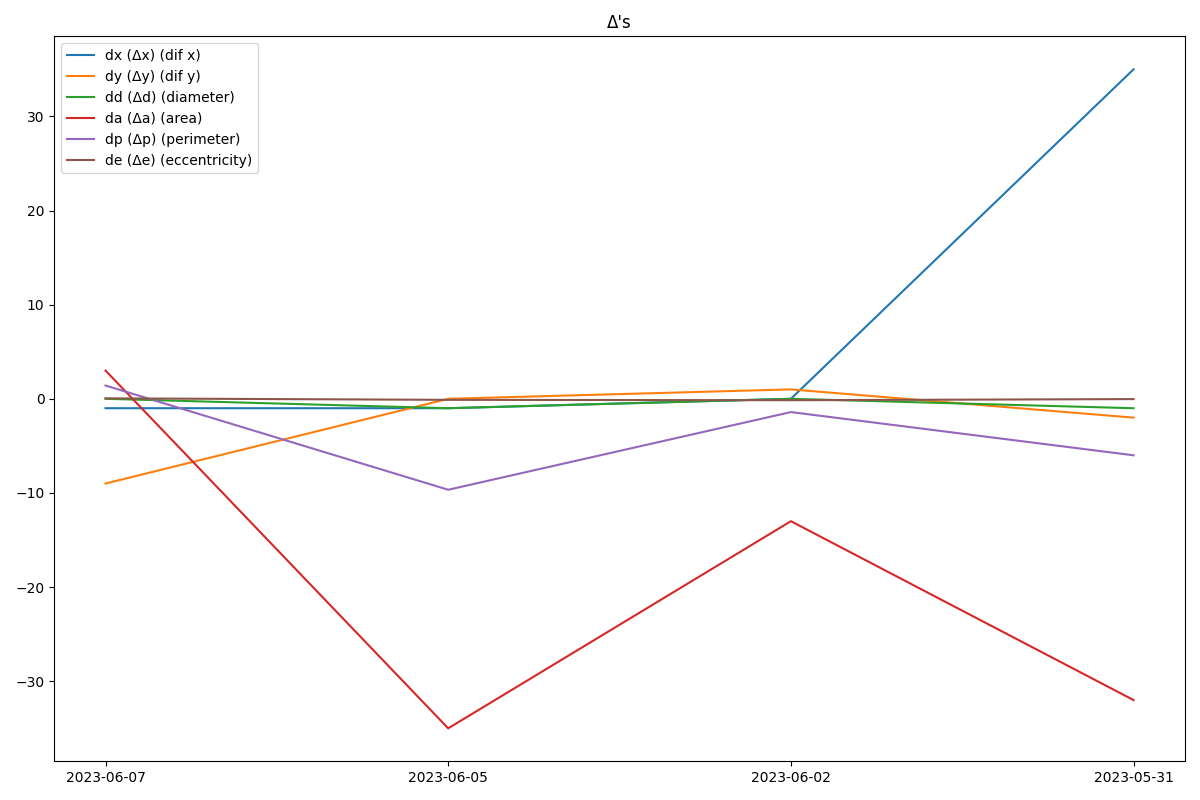 Δ's
dx (Δx) (dif x)
dy (Δy) (dif y)
dd (Δd) (diameter)
da (Δa) (area)
dp (Δp) (perimeter)
de (Δe) (eccentricity)
30
20
10
0
−10
−20
−30
2023-06-07 2023-06-05 2023-06-02 2023-05-31